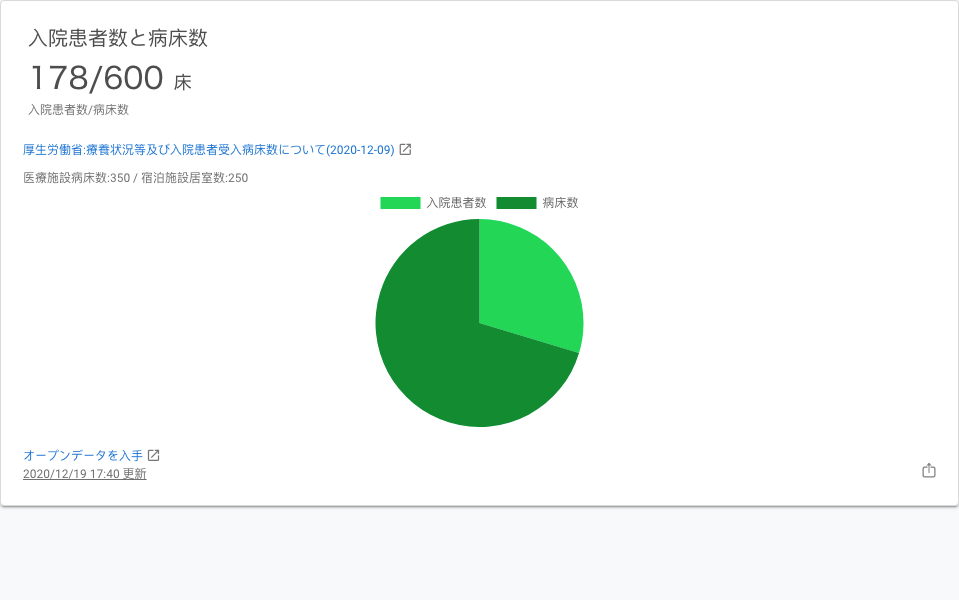 入院患者数と病床数
178/600 床
入院患者数/病床数
厚生労働省:療養状況等及び入院患者受入病床数について(2020-12-09)
医療施設病床数:350 / 宿泊施設居室数:250
入院患者数 病床数
オープンデータを入手
2020/12/19 17:40 更新